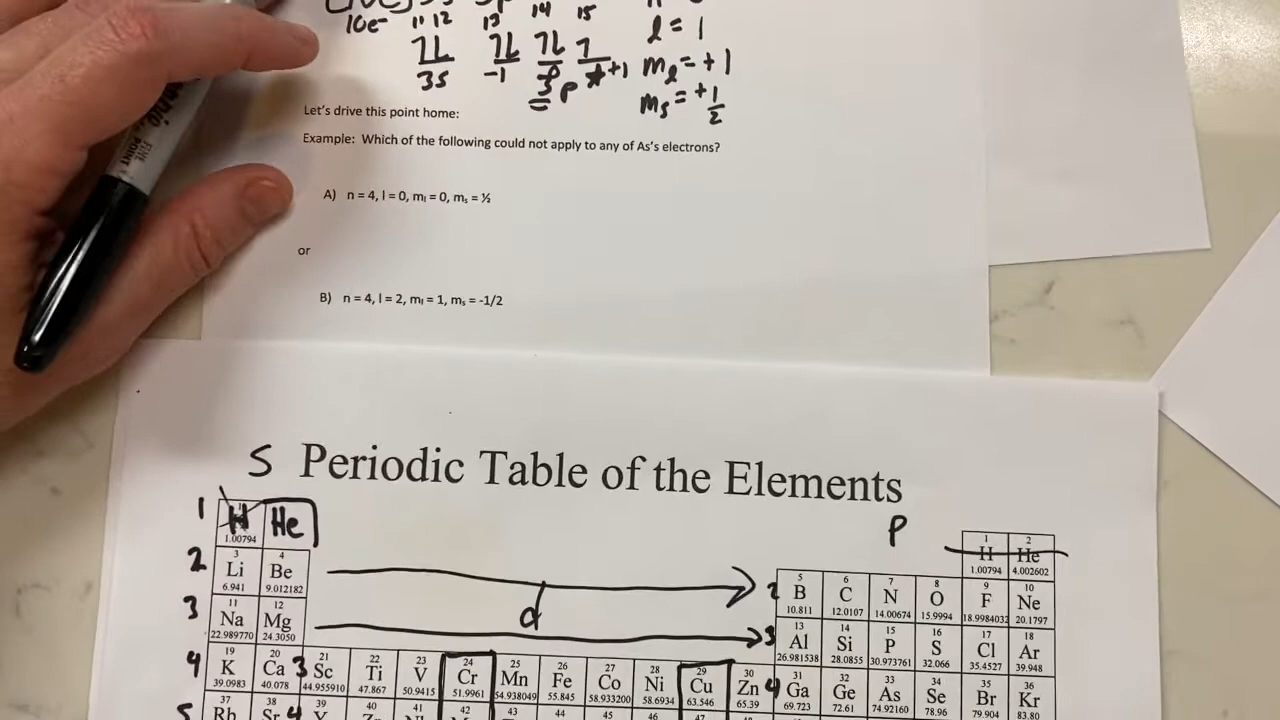 10e⁻ 11 12 13 14 15
l = 1
3s -1 3p +1 mₗ = +1
mₛ = +1/2
Let's drive this point home:
Example: Which of the following could not apply to any of As's electrons?
A) n = 4, l = 0, mₗ = 0, mₛ = ½
or
B) n = 4, l = 2, mₗ = 1, mₛ = -1/2
S Periodic Table of the Elements
1 H He P 1 2
1.00794 H He
1.00794 4.002602
2 3 4 2 5 6 7 8 9 10
Li Be B C N O F Ne
6.941 9.012182 d 10.811 12.0107 14.00674 15.9994 18.9984032 20.1797
3 11 12 3 13 14 15 16 17 18
Na Mg Al Si P S Cl Ar
22.989770 24.3050 26.981538 28.0855 30.973761 32.066 35.4527 39.948
4 19 20 3 21 22 23 24 25 26 27 28 29 30 4 31 32 33 34 35 36
K Ca Sc Ti V Cr Mn Fe Co Ni Cu Zn Ga Ge As Se Br Kr
39.0983 40.078 44.955910 47.867 50.9415 51.9961 54.938049 55.845 58.933200 58.6934 63.546 65.39 69.723 72.61 74.92160 78.96 79.904 83.80
5 37 38 4 39 40 41 42 43 44 45 46 47
Rb Sr Y